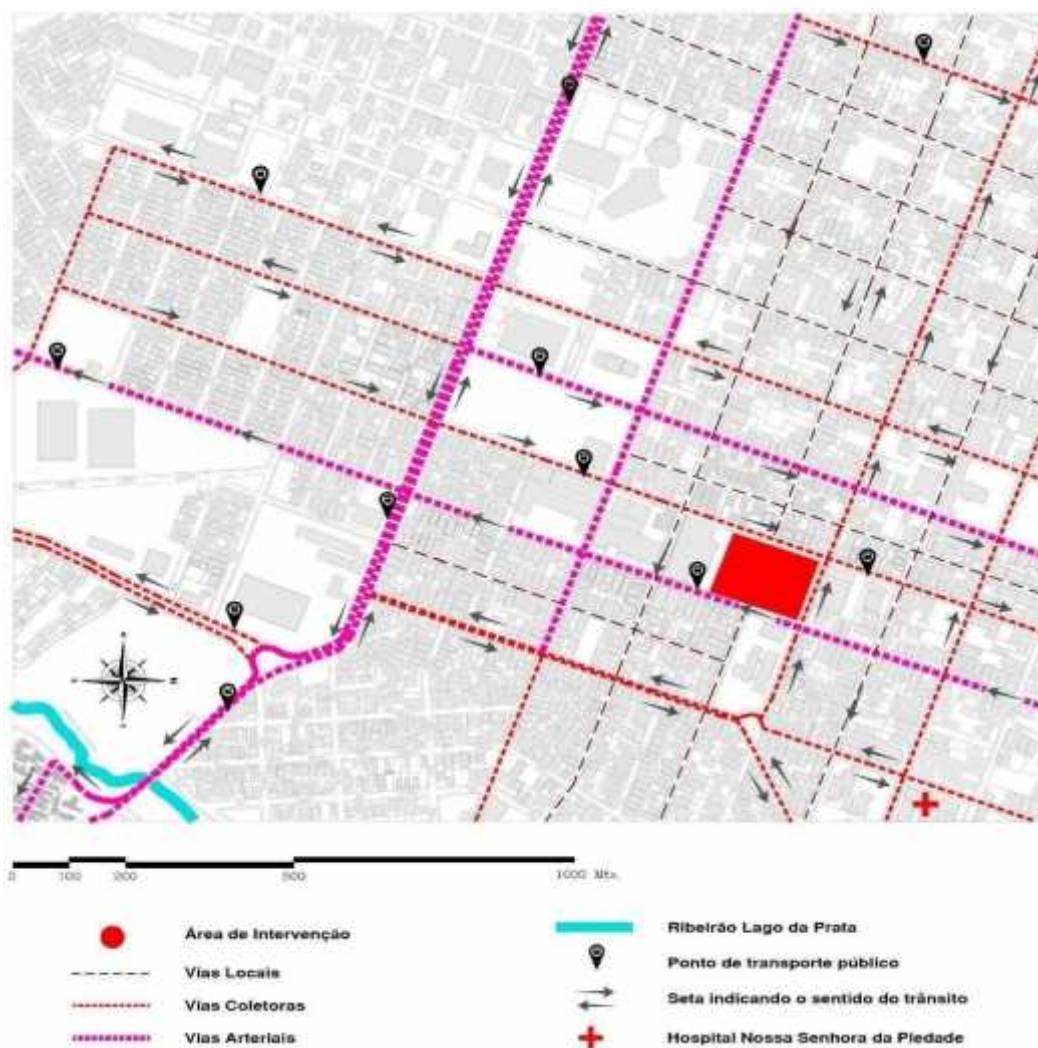 0 100 200 500 1000 Mts.
Área de Intervenção
Vias Locais
Vias Coletoras
Vias Arteriais
Ribeirão Lago da Prata
Ponto de transporte público
Seta indicando o sentido do trânsito
Hospital Nossa Senhora da Piedade